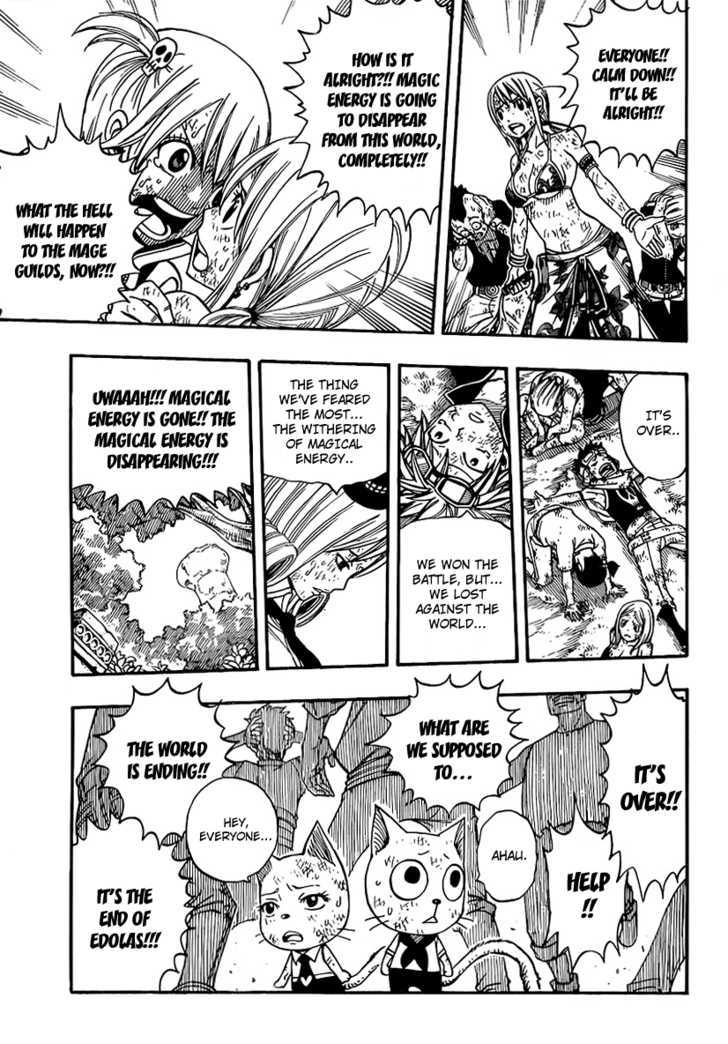 EVERYONE!!
CALM DOWN!!
IT'LL BE
ALRIGHT!!
HOW IS IT
ALRIGHT?!! MAGIC
ENERGY IS GOING
TO DISAPPEAR
FROM THIS WORLD,
COMPLETELY!!
WHAT THE HELL
WILL HAPPEN
TO THE MAGE
GUILDS, NOW?!!
IT'S
OVER..
WE WON THE
BATTLE, BUT...
WE LOST
AGAINST THE
WORLD...
THE THING
WE'VE FEARED
THE MOST...
THE WITHERING
OF MAGICAL
ENERGY..
UWAAAH!!! MAGICAL
ENERGY IS GONE!! THE
MAGICAL ENERGY IS
DISAPPEARING!!!
IT'S
OVER!!
WHAT ARE
WE SUPPOSED
TO...
THE WORLD
IS ENDING!!
HELP
!!
AHAU.
HEY,
EVERYONE...
IT'S THE
END OF
EDOLAS!!!